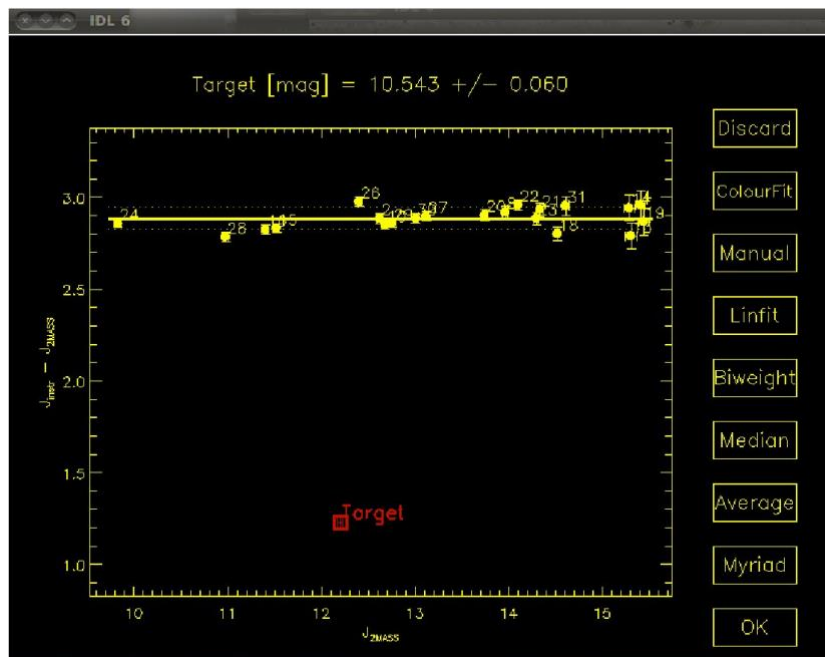 IDL 6
Target [mag] = 10.543 +/- 0.060
Discard
ColourFit
Manual
Linfit
Biweight
Median
Average
Myriad
OK
3.0
2.5
2.0
1.5
1.0
J_instr - J_2MASS
24
28
15
26
22
31
18
19
Target
10 11 12 13 14 15
J_2MASS